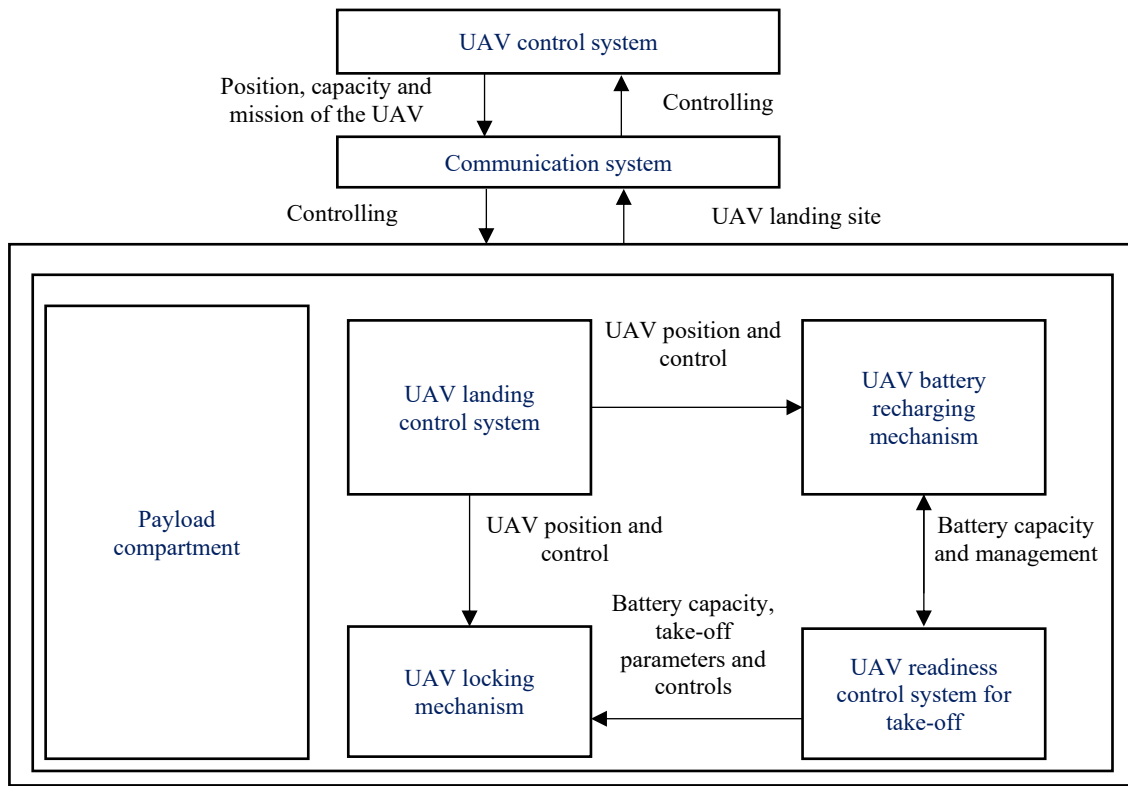 UAV control system
Position, capacity and
mission of the UAV
Controlling
Communication system
Controlling
UAV landing site
Payload
compartment
UAV landing
control system
UAV position and
control
UAV battery
recharging
mechanism
UAV position and
control
Battery capacity
and management
UAV locking
mechanism
Battery capacity,
take-off
parameters and
controls
UAV readiness
control system for
take-off